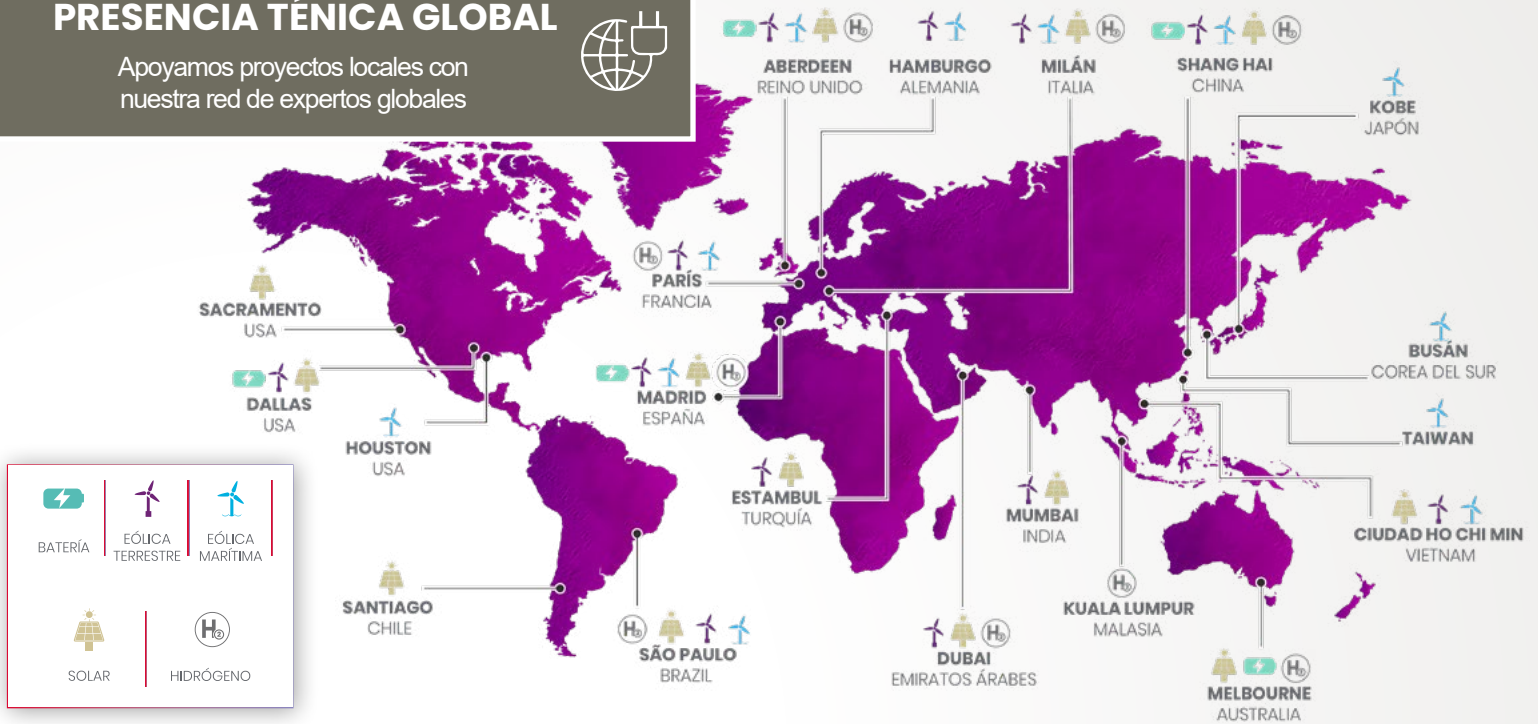 PRESENCIA TÉNICA GLOBAL
Apoyamos proyectos locales con
nuestra red de expertos globales
ABERDEEN
REINO UNIDO
HAMBURGO
ALEMANIA
MILÁN
ITALIA
SHANG HAI
CHINA
KOBE
JAPÓN
PARÍS
FRANCIA
SACRAMENTO
USA
DALLAS
USA
HOUSTON
USA
MADRID
ESPAÑA
BUSÁN
COREA DEL SUR
TAIWAN
ESTAMBUL
TURQUÍA
MUMBAI
INDIA
CIUDAD HO CHI MIN
VIETNAM
SANTIAGO
CHILE
SÃO PAULO
BRAZIL
DUBAI
EMIRATOS ÁRABES
KUALA LUMPUR
MALASIA
MELBOURNE
AUSTRALIA
BATERÍA
EÓLICA
TERRESTRE
EÓLICA
MARÍTIMA
SOLAR
H2
HIDRÓGENO